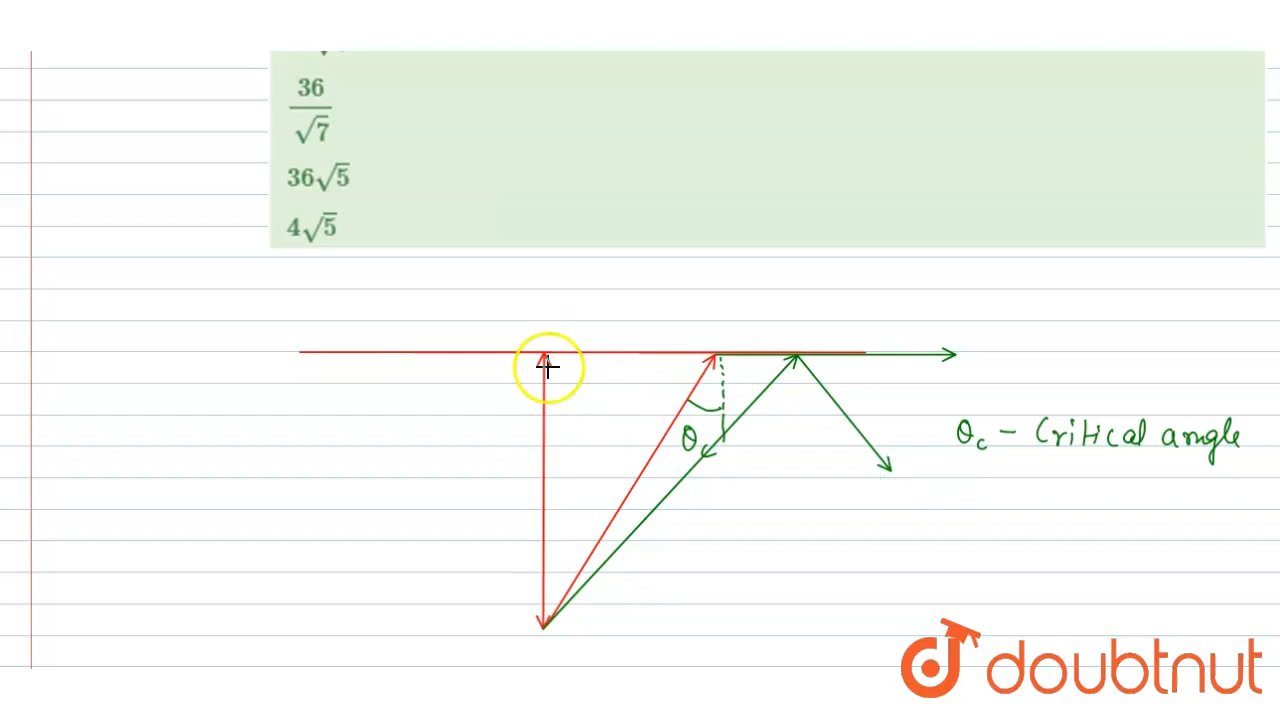 36/√7
36√5
4√5
θc
θc - Critical angle
doubtnut